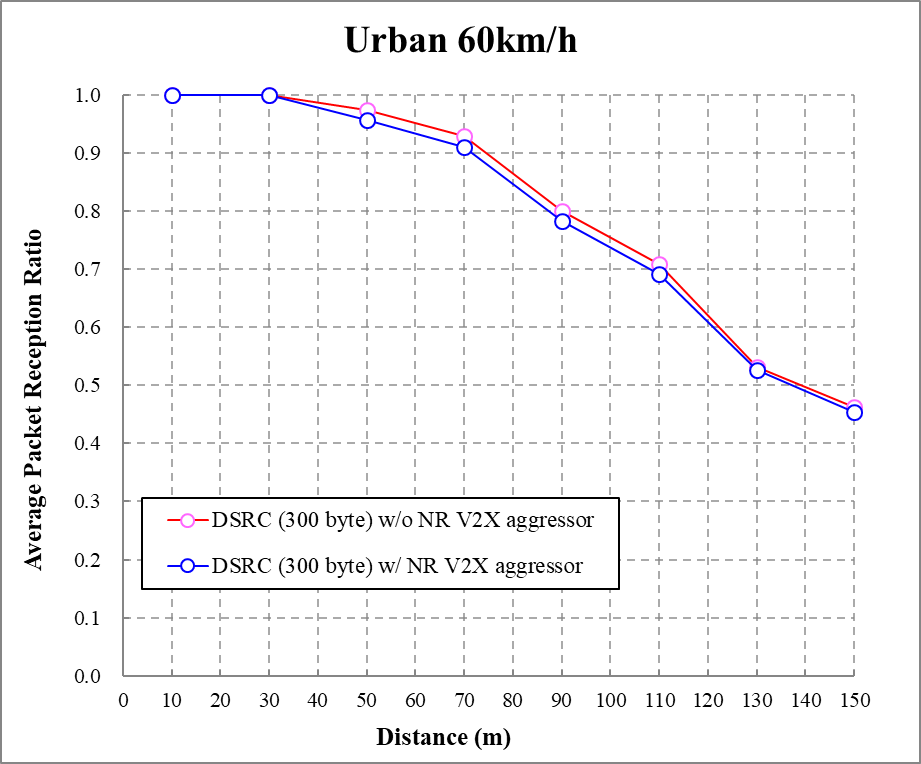 Urban 60km/h
1.0
0.9
0.8
0.7
0.6
0.5
0.4
0.3
0.2
0.1
0.0
Average Packet Reception Ratio
DSRC (300 byte) w/o NR V2X aggressor
DSRC (300 byte) w/ NR V2X aggressor
0 10 20 30 40 50 60 70 80 90 100 110 120 130 140 150
Distance (m)